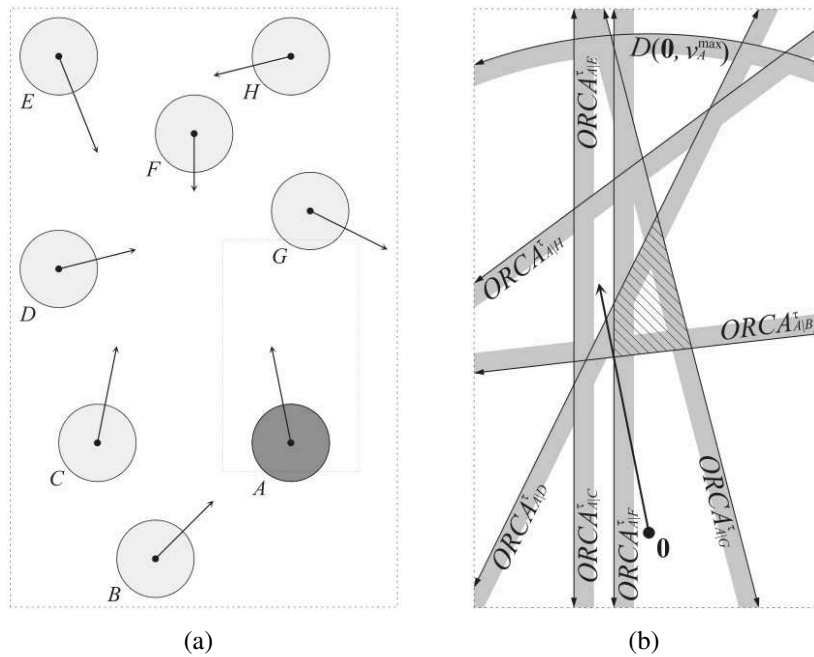 E
H
F
G
D
C
A
B
(a)
D(0, v_A^max)
ORCA^τ_A|E
ORCA^τ_A|H
ORCA^τ_A|B
ORCA^τ_A|D
ORCA^τ_A|C
ORCA^τ_A|F
ORCA^τ_A|G
0
(b)